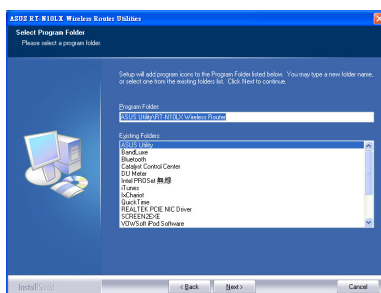 ASUS RT-N10LX Wireless Router Utilities
Select Program Folder
Please select a program folder.
Setup will add program icons to the Program Folder listed below. You may type a new folder name, or select one from the existing folders list. Click Next to continue.
Program Folder:
ASUS Utility\RT-N10LX Wireless Router
Existing Folders:
ASUS Utility
BandLuxe
Bluetooth
Catalyst Control Center
DU Meter
Intel PROSet 無線
iTunes
IxChariot
QuickTime
REALTEK PCIE NIC Driver
SCREEN2EXE
VOWSoft iPod Software
InstallShield
< Back
Next >
Cancel